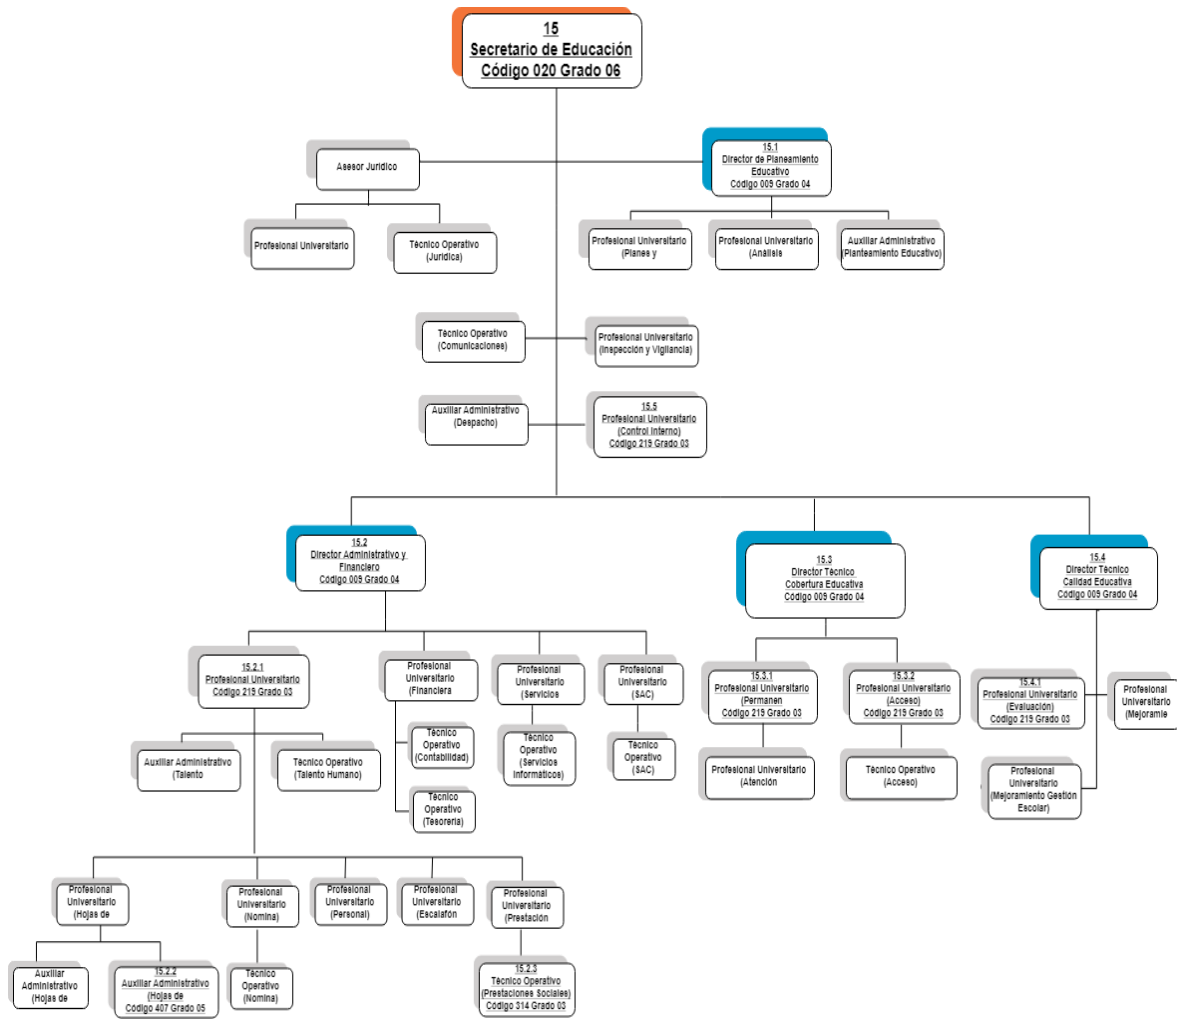 15
Secretario de Educación
Código 020 Grado 06
Asesor Jurídico
15.1
Director de Planeamiento
Educativo
Código 009 Grado 04
Profesional Universitario
Técnico Operativo
(Jurídica)
Profesional Universitario
(Planes y
Profesional Universitario
(Análisis
Auxiliar Administrativo
(Planteamiento Educativo)
Técnico Operativo
(Comunicaciones)
Profesional Universitario
(Inspección y Vigilancia)
Auxiliar Administrativo
(Despacho)
15.5
Profesional Universitario
(Control Interno)
Código 219 Grado 03
15.2
Director Administrativo y
Financiero
Código 009 Grado 04
15.3
Director Técnico
Cobertura Educativa
Código 009 Grado 04
15.4
Director Técnico
Calidad Educativa
Código 009 Grado 04
15.2.1
Profesional Universitario
Código 219 Grado 03
Profesional
Universitario
(Financiera
Profesional
Universitario
(Servicios
Profesional
Universitario
(SAC)
15.3.1
Profesional Universitario
(Permanen
Código 219 Grado 03
15.3.2
Profesional Universitario
(Acceso)
Código 219 Grado 03
15.4.1
Profesional Universitario
(Evaluación)
Código 219 Grado 03
Profesional
Universitario
(Mejoramie
Auxiliar Administrativo
(Talento
Técnico Operativo
(Talento Humano)
Técnico
Operativo
(Contabilidad)
Técnico
Operativo
(Servicios
Informáticos)
Técnico
Operativo
(SAC)
Profesional Universitario
(Atención
Técnico Operativo
(Acceso)
Profesional
Universitario
(Mejoramiento Gestión
Escolar)
Técnico
Operativo
(Tesorería)
Profesional
Universitario
(Hojas de
Profesional
Universitario
(Nomina)
Profesional
Universitario
(Personal)
Profesional
Universitario
(Escalafón
Profesional
Universitario
(Prestación
Auxiliar
Administrativo
(Hojas de
15.2.2
Auxiliar Administrativo
(Hojas de
Código 407 Grado 05
Técnico
Operativo
(Nomina)
15.2.3
Técnico Operativo
(Prestaciones Sociales)
Código 314 Grado 03